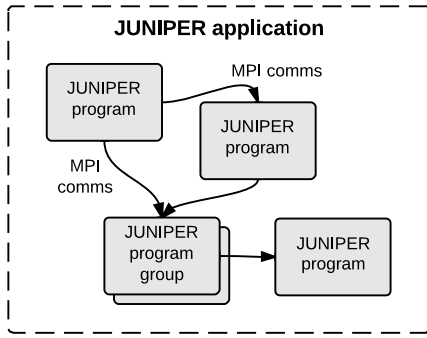 JUNIPER application
MPI comms
JUNIPER
program
JUNIPER
program
MPI
comms
JUNIPER
program
group
JUNIPER
program